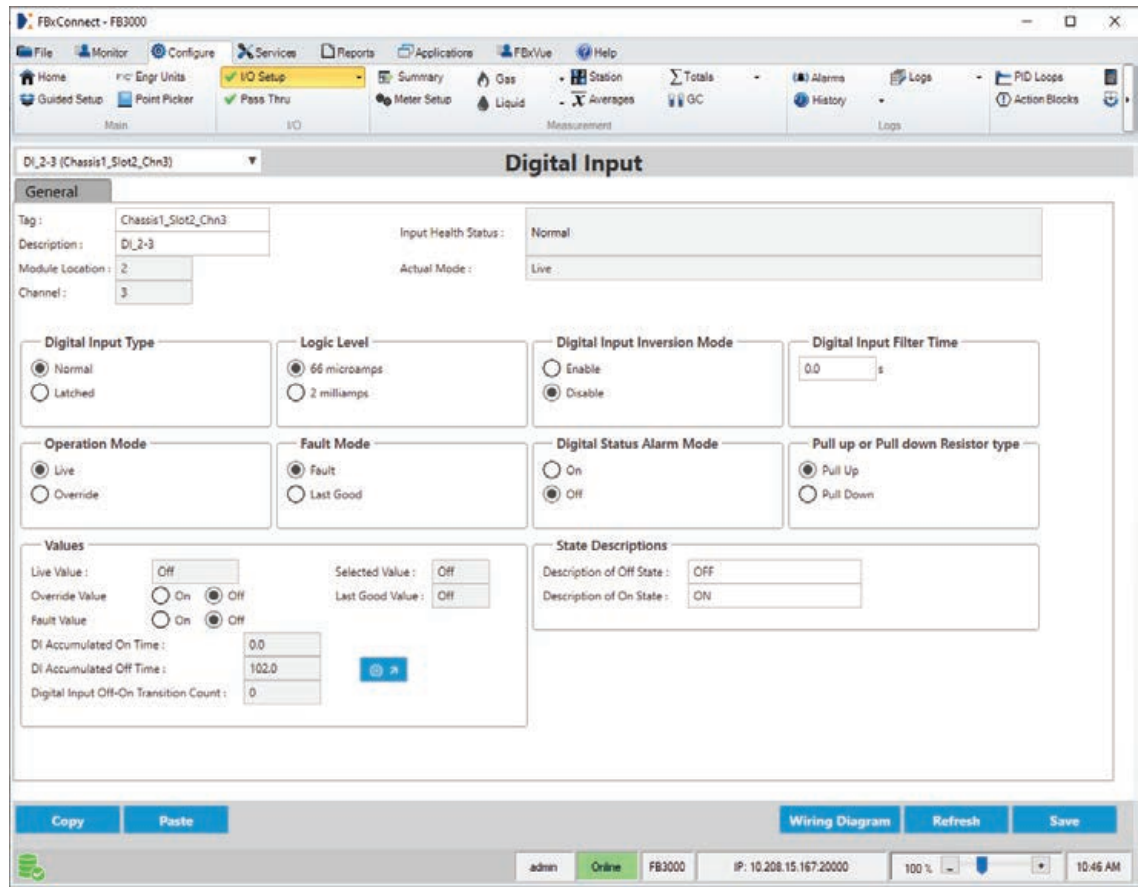 FBxConnect - FB3000
File Monitor Configure Services Reports Applications FBxVue Help
Home Engr Units I/O Setup Summary Gas Station Totals Alarms Logs PID Loops
Guided Setup Point Picker Pass Thru Meter Setup Liquid Averages GC History Action Blocks
Main I/O Measurement Logs
DI_2-3 (Chassis1_Slot2_Chn3) Digital Input
General
Tag : Chassis1_Slot2_Chn3
Input Health Status : Normal
Description : DI_2-3
Module Location : 2
Actual Mode : Live
Channel : 3
Digital Input Type Logic Level Digital Input Inversion Mode Digital Input Filter Time
Normal 66 microamps Enable 0.0 s
Latched 2 milliamps Disable
Operation Mode Fault Mode Digital Status Alarm Mode Pull up or Pull down Resistor type
Live Fault On Pull Up
Override Last Good Off Pull Down
Values State Descriptions
Live Value : Off Selected Value : Off Description of Off State : OFF
Override Value On Off Last Good Value : Off Description of On State : ON
Fault Value On Off
DI Accumulated On Time : 0.0
DI Accumulated Off Time : 102.0
Digital Input Off-On Transition Count : 0
Copy Paste Wiring Diagram Refresh Save
admin Online FB3000 IP: 10.208.15.167:20000 100 % - + 10:46 AM